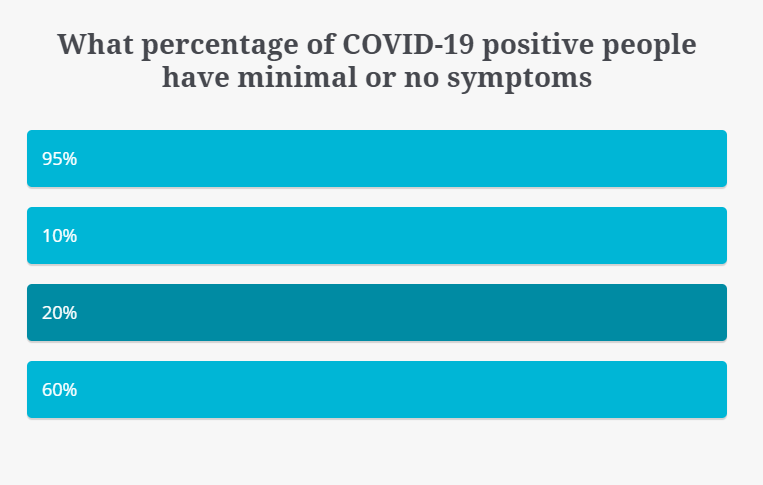 What percentage of COVID-19 positive people
have minimal or no symptoms
95%
10%
20%
60%